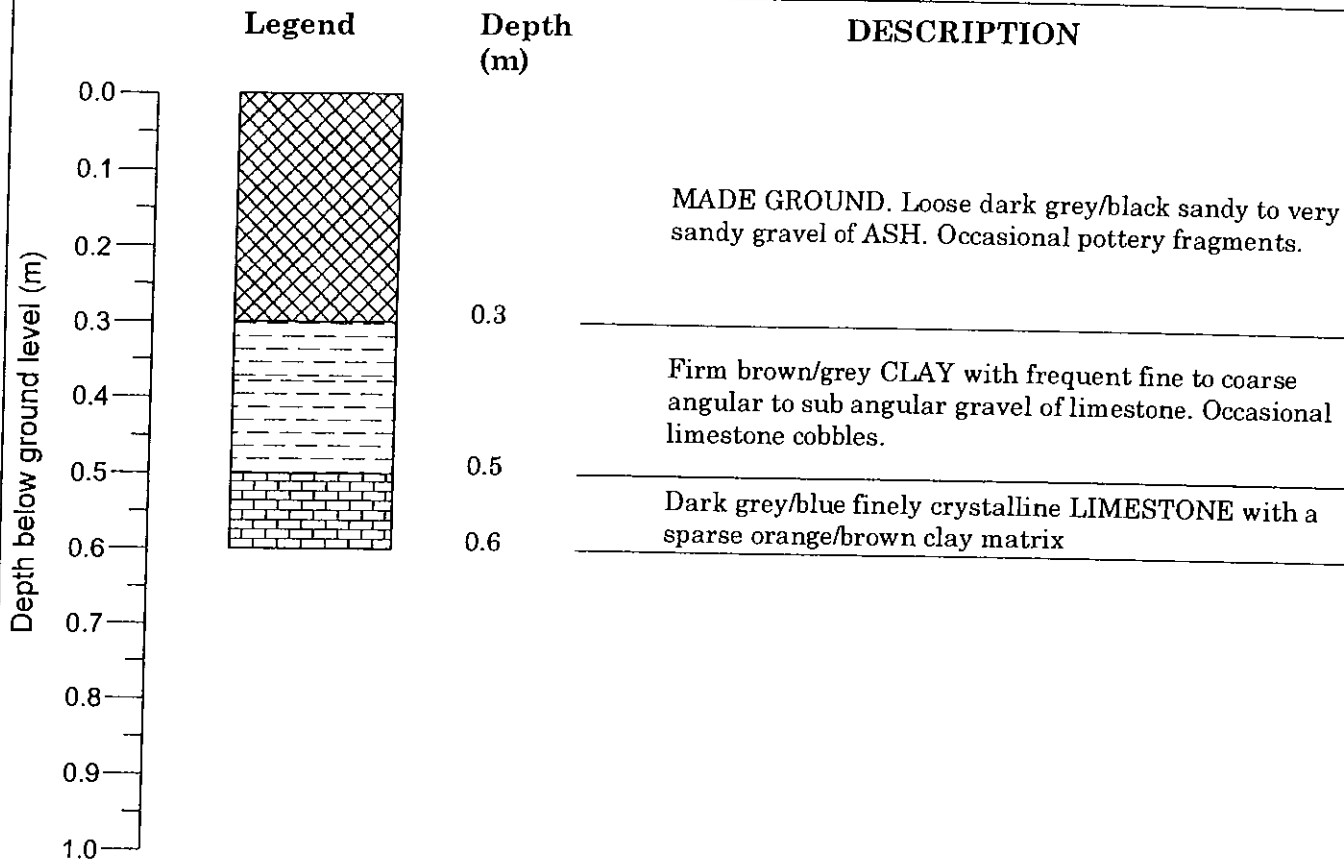 Legend
Depth
(m)
DESCRIPTION
Depth below ground level (m)
0.0
0.1
0.2
0.3
0.4
0.5
0.6
0.7
0.8
0.9
1.0
MADE GROUND. Loose dark grey/black sandy to very
sandy gravel of ASH. Occasional pottery fragments.
0.3
Firm brown/grey CLAY with frequent fine to coarse
angular to sub angular gravel of limestone. Occasional
limestone cobbles.
0.5
Dark grey/blue finely crystalline LIMESTONE with a
sparse orange/brown clay matrix
0.6